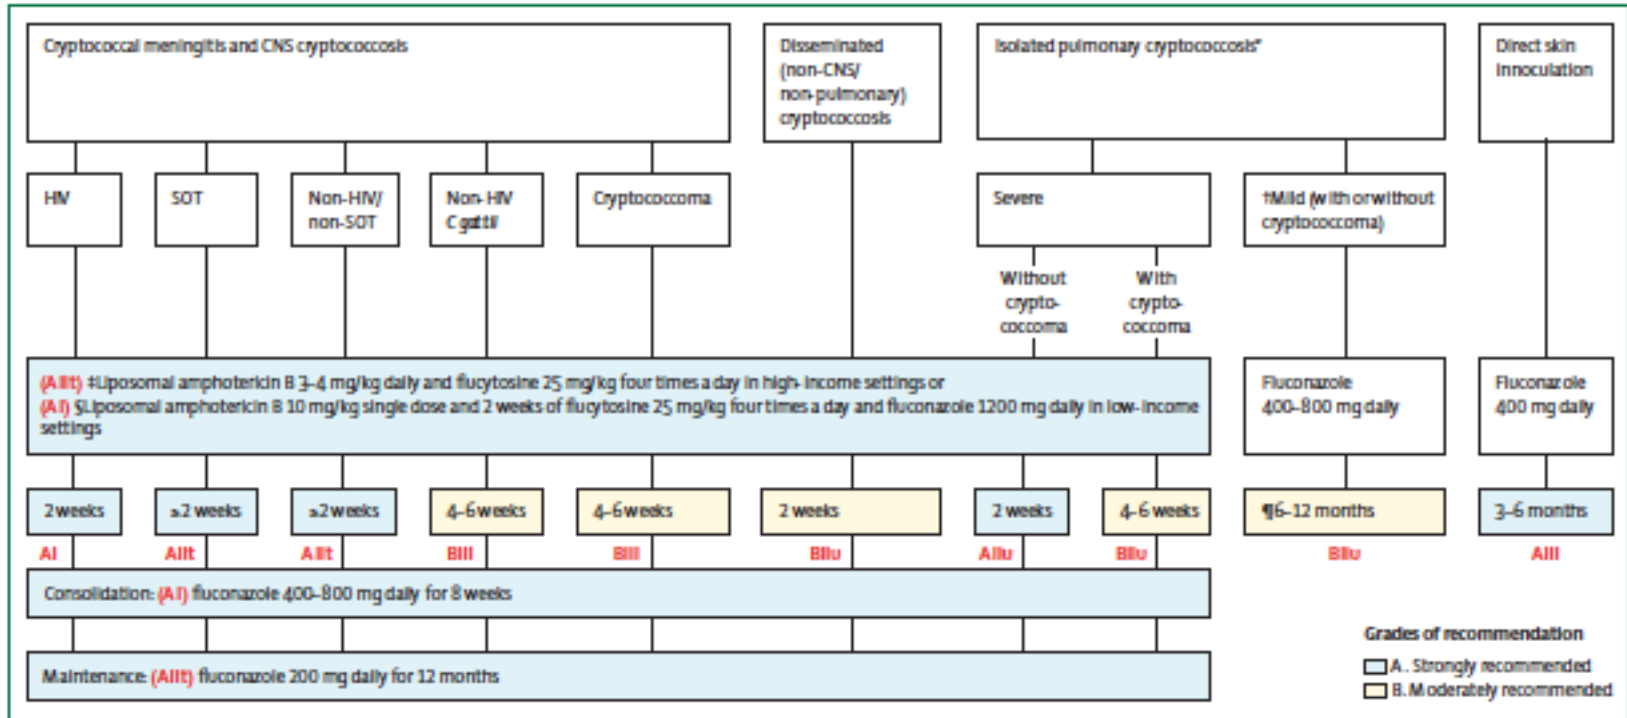 Cryptococcal meningitis and CNS cryptococcosis
Disseminated
(non-CNS/
non-pulmonary)
cryptococcosis
Isolated pulmonary cryptococcosis*
Direct skin
innoculation
HIV
SOT
Non-HIV/
non-SOT
Non-HIV
C gattii
Cryptococcoma
Severe
†Mild (with or without
cryptococcoma)
Without
crypto-
coccoma
With
crypto-
coccoma
(AIIt) ‡Liposomal amphotericin B 3–4 mg/kg daily and flucytosine 25 mg/kg four times a day in high-income settings or
(AI) §Liposomal amphotericin B 10 mg/kg single dose and 2 weeks of flucytosine 25 mg/kg four times a day and fluconazole 1200 mg daily in low-income
settings
Fluconazole
400–800 mg daily
Fluconazole
400 mg daily
2 weeks
≥2 weeks
≥2 weeks
4–6 weeks
4–6 weeks
2 weeks
2 weeks
4–6 weeks
¶6–12 months
3–6 months
AI
AIIt
AIIt
BIII
BIII
BIIu
AIIu
BIIu
BIIu
AIII
Consolidation: (AI) fluconazole 400–800 mg daily for 8 weeks
Maintenance: (AIIt) fluconazole 200 mg daily for 12 months
Grades of recommendation
A. Strongly recommended
B. Moderately recommended